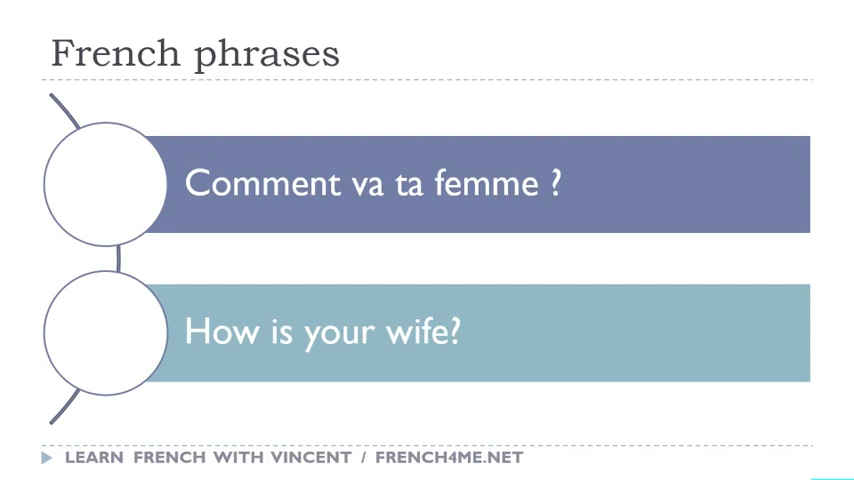 French phrases
Comment va ta femme ?
How is your wife?
LEARN FRENCH WITH VINCENT / FRENCH4ME.NET